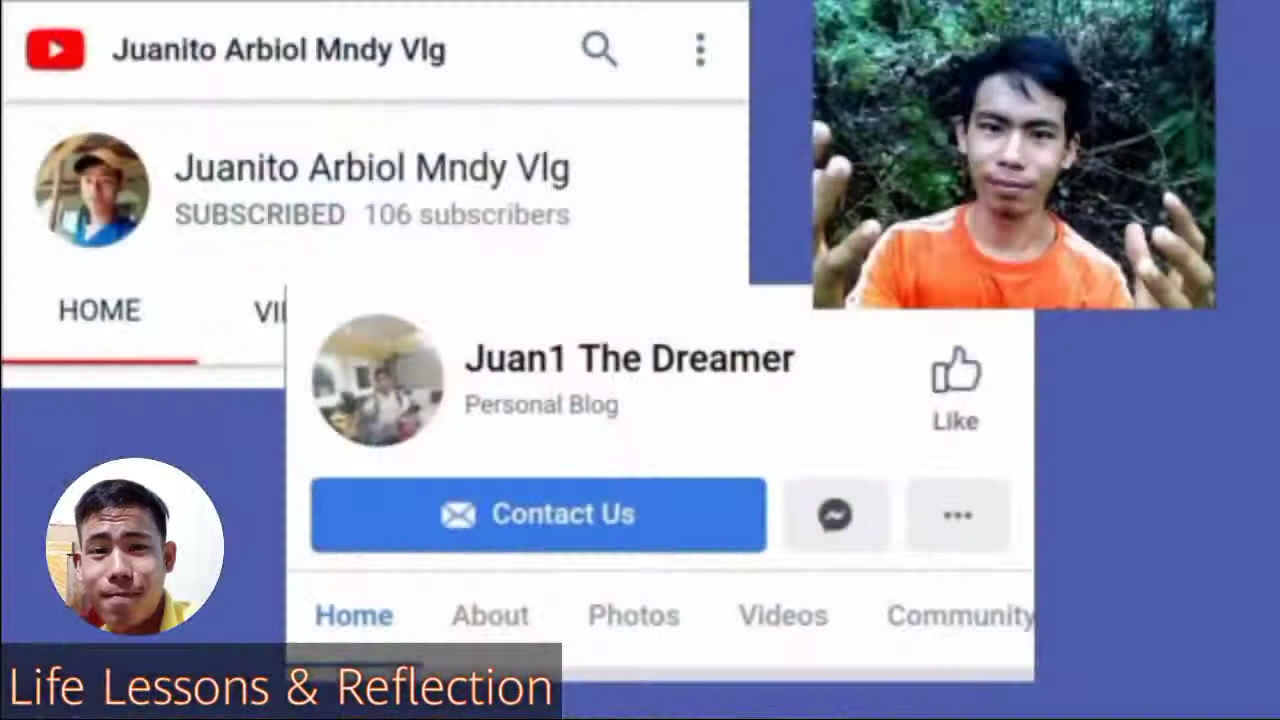 Juanito Arbiol Mndy Vlg
Juanito Arbiol Mndy Vlg
SUBSCRIBED 106 subscribers
HOME VI
Juan1 The Dreamer
Personal Blog
Like
Contact Us
Home About Photos Videos Community
Life Lessons & Reflection